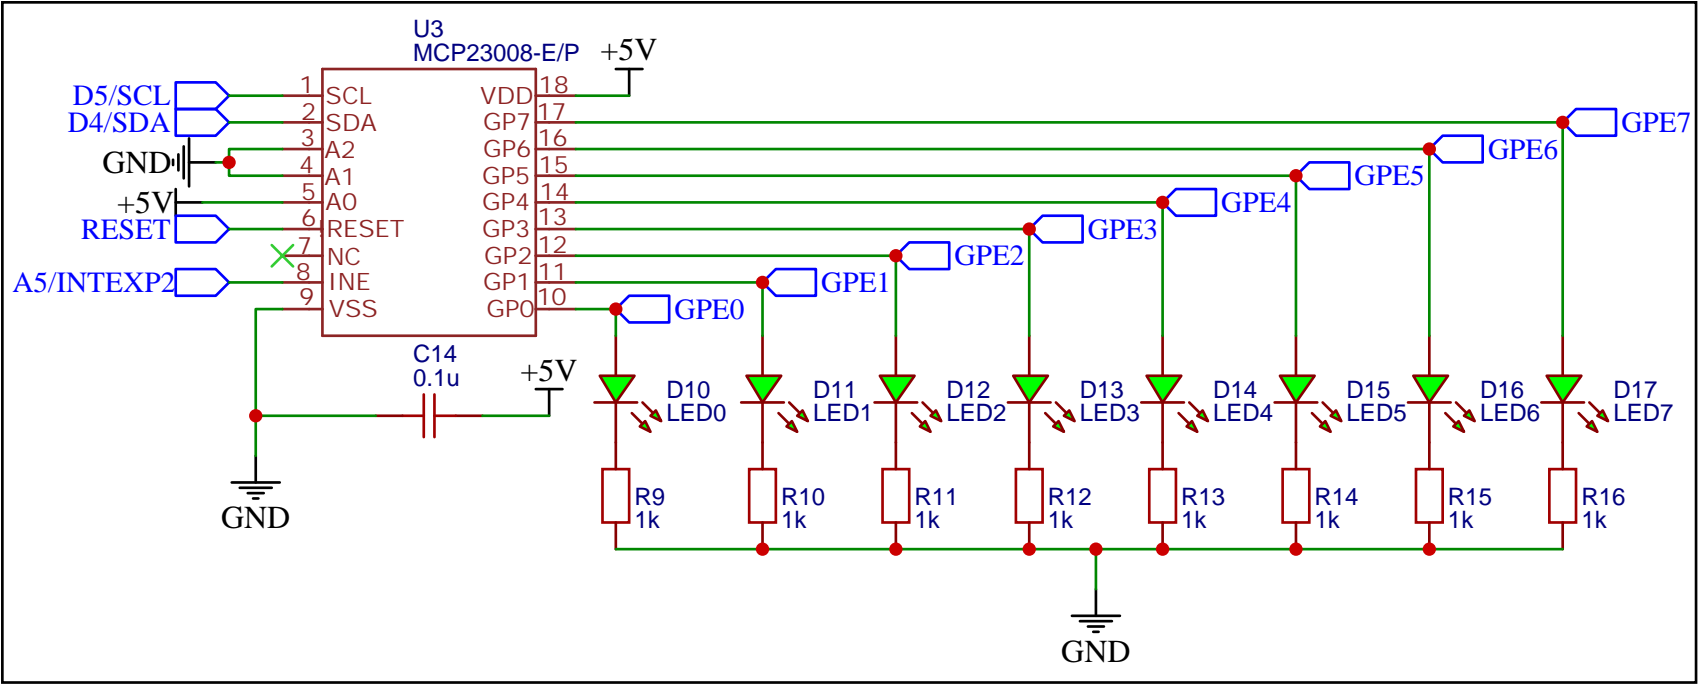 U3
MCP23008-E/P
+5V
D5/SCL
1
SCL
VDD
18
D4/SDA
2
SDA
GP7
17
GPE7
GND
3
A2
GP6
16
GPE6
4
A1
GP5
15
GPE5
+5V
5
A0
GP4
14
GPE4
RESET
6
RESET
GP3
13
GPE3
7
NC
GP2
12
GPE2
A5/INTEXP2
8
INE
GP1
11
GPE1
9
VSS
GP0
10
GPE0
C14
0.1u
+5V
GND
D10
LED0
D11
LED1
D12
LED2
D13
LED3
D14
LED4
D15
LED5
D16
LED6
D17
LED7
R9
1k
R10
1k
R11
1k
R12
1k
R13
1k
R14
1k
R15
1k
R16
1k
GND